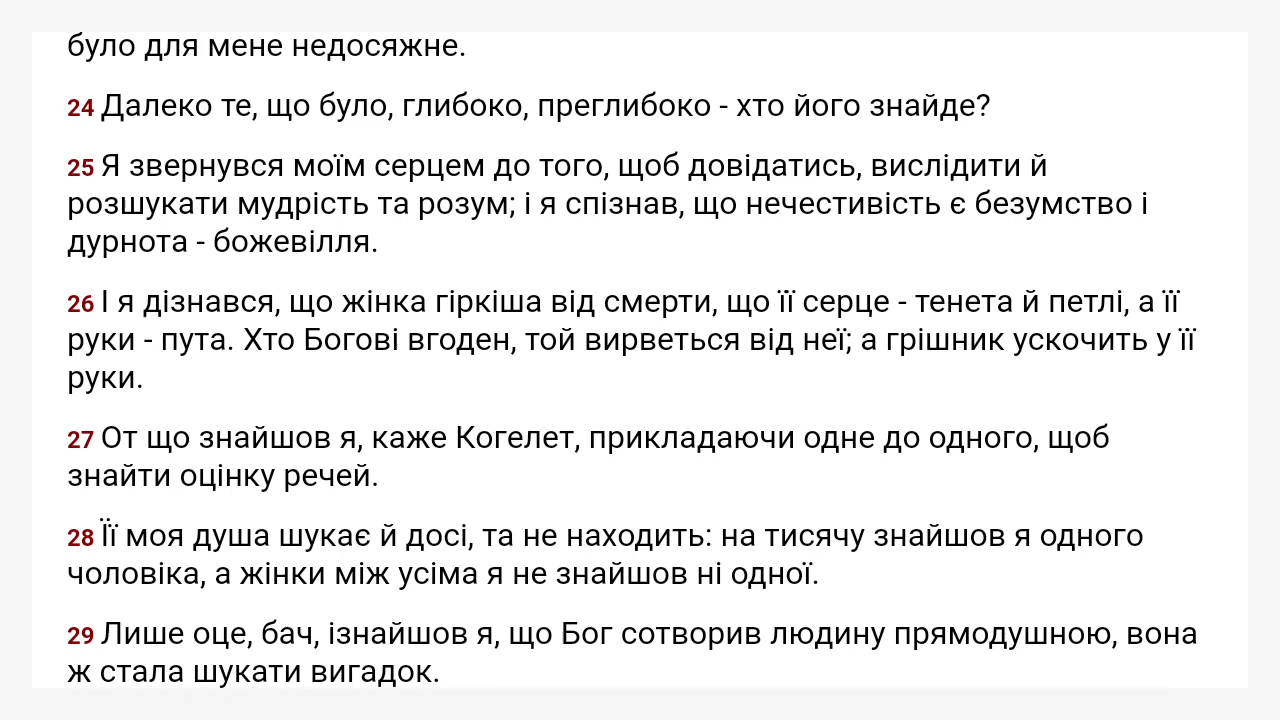 було для мене недосяжне.
24 Далеко те, що було, глибоко, преглибоко - хто його знайде?
25 Я звернувся моїм серцем до того, щоб довідатись, вислідити й
розшукати мудрість та розум; і я спізнав, що нечестивість є безумство і
дурнота - божевілля.
26 І я дізнався, що жінка гіркіша від смерти, що її серце - тенета й петлі, а її
руки - пута. Хто Богові вгоден, той вирветься від неї; а грішник ускочить у її
руки.
27 От що знайшов я, каже Когелет, прикладаючи одне до одного, щоб
знайти оцінку речей.
28 Її моя душа шукає й досі, та не находить: на тисячу знайшов я одного
чоловіка, а жінки між усіма я не знайшов ні одної.
29 Лише оце, бач, ізнайшов я, що Бог сотворив людину прямодушною, вона
ж стала шукати вигадок.